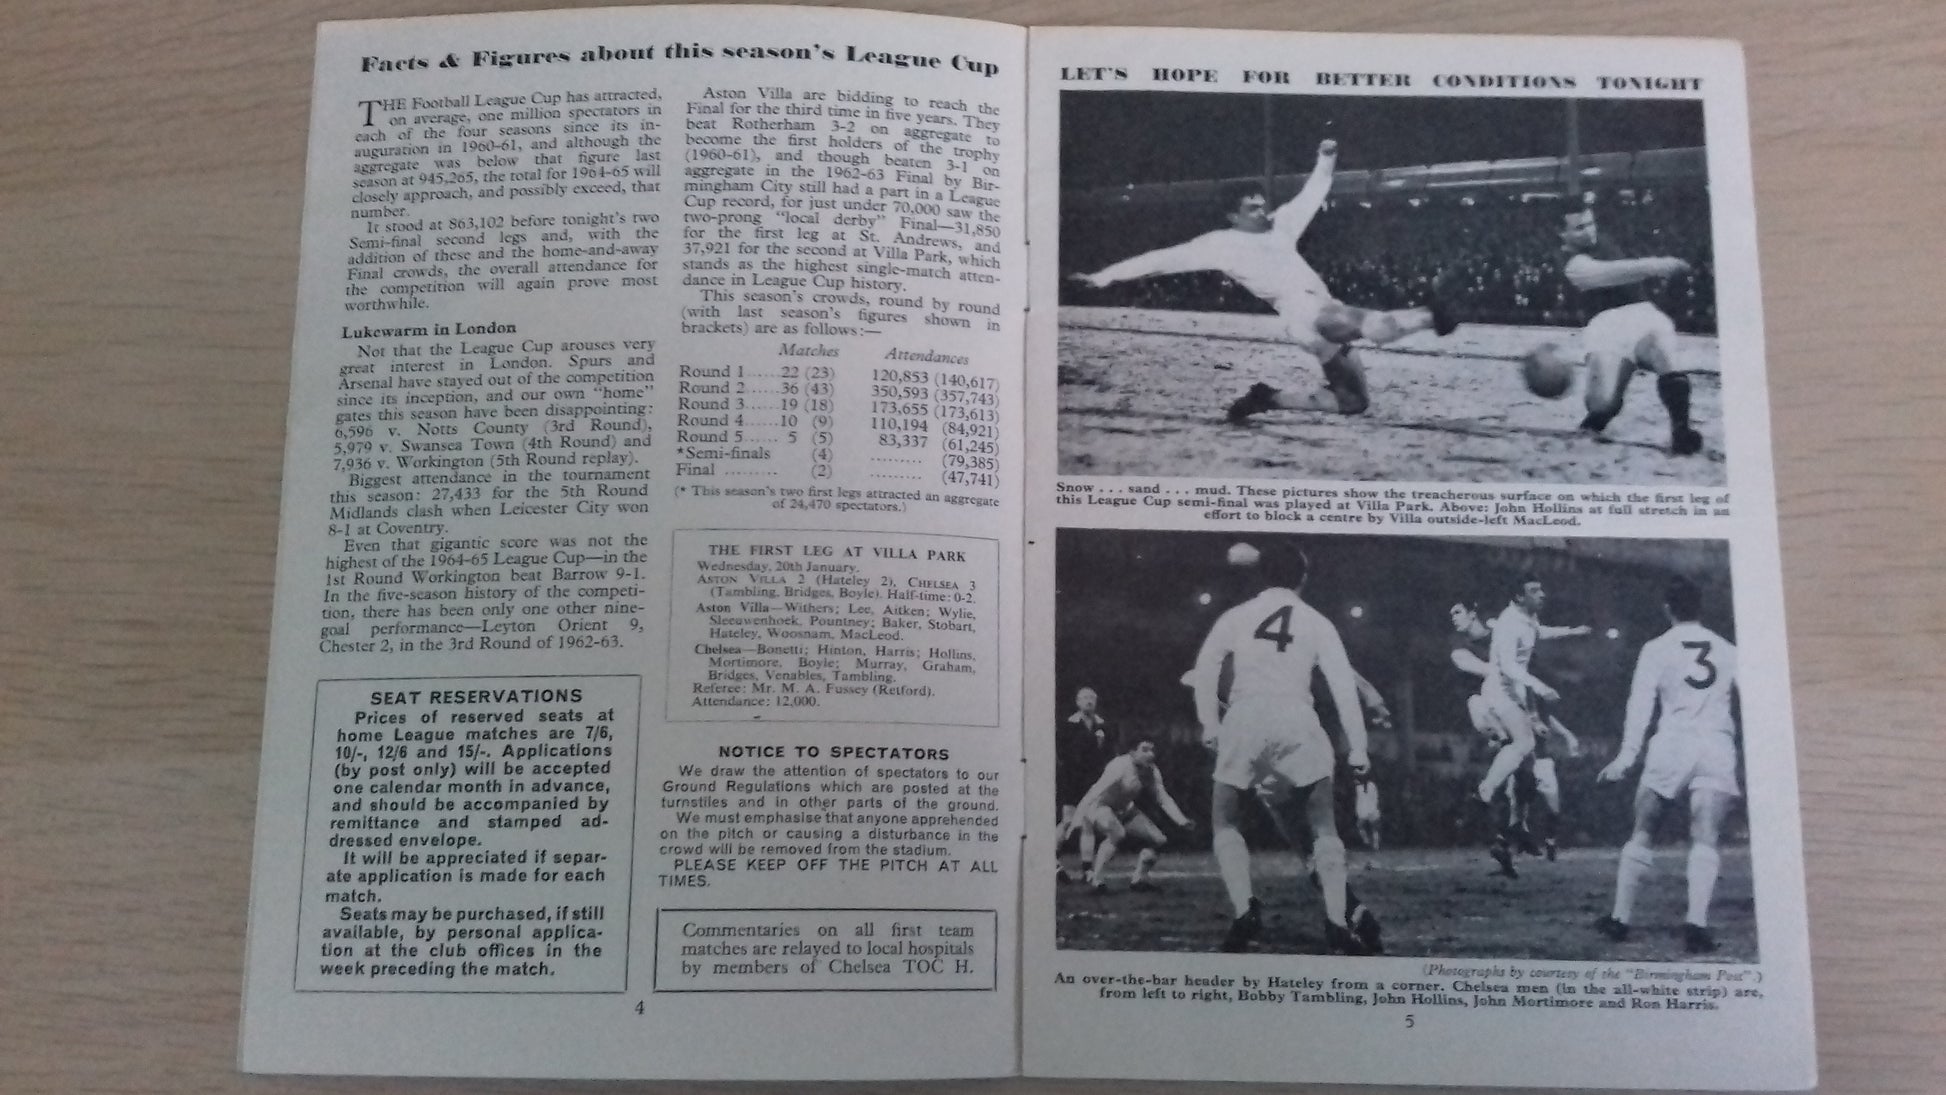 Facts & Figures about this season's League Cup
THE Football League Cup has attracted,
on average, one million spectators in
each of the four seasons since its in-
auguration in 1960-61, and although the
aggregate was below that figure last
season at 945,265, the total for 1964-65 will
closely approach, and possibly exceed, that
number.
It stood at 863,102 before tonight's two
Semi-final second legs and, with the
addition of these and the home-and-away
Final crowds, the overall attendance for
the competition will again prove most
worthwhile.
Lukewarm in London
Not that the League Cup arouses very
great interest in London. Spurs and
Arsenal have stayed out of the competition
since its inception, and our own "home"
gates this season have been disappointing:
6,596 v. Notts County (3rd Round),
5,979 v. Swansea Town (4th Round) and
7,936 v. Workington (5th Round replay).
Biggest attendance in the tournament
this season: 27,433 for the 5th Round
Midlands clash when Leicester City won
8-1 at Coventry.
Even that gigantic score was not the
highest of the 1964-65 League Cup—in the
1st Round Workington beat Barrow 9-1.
In the five-season history of the competi-
tion, there has been only one other nine-
goal performance—Leyton Orient 9,
Chester 2, in the 3rd Round of 1962-63.
SEAT RESERVATIONS
Prices of reserved seats at
home League matches are 7/6,
10/-, 12/6 and 15/-. Applications
(by post only) will be accepted
one calendar month in advance,
and should be accompanied by
remittance and stamped ad-
dressed envelope.
It will be appreciated if separ-
ate application is made for each
match.
Seats may be purchased, if still
available, by personal applica-
tion at the club offices in the
week preceding the match.
Aston Villa are bidding to reach the
Final for the third time in five years. They
beat Rotherham 3-2 on aggregate to
become the first holders of the trophy
(1960-61), and though beaten 3-1 on
aggregate in the 1962-63 Final by Bir-
mingham City still had a part in a League
Cup record, for just under 70,000 saw the
two-prong "local derby" Final—31,850
for the first leg at St. Andrews, and
37,921 for the second at Villa Park, which
stands as the highest single-match atten-
dance in League Cup history.
This season's crowds, round by round
(with last season's figures shown in
brackets) are as follows:—
Matches Attendances
Round 1......22 (23) 120,853 (140,617)
Round 2......36 (43) 350,593 (357,743)
Round 3......19 (18) 173,655 (173,613)
Round 4......10 (9) 110,194 (84,921)
Round 5...... 5 (5) 83,337 (61,245)
*Semi-finals (4) ......... (79,385)
Final ......... (2) ......... (47,741)
(* This season's two first legs attracted an aggregate
of 24,470 spectators.)
THE FIRST LEG AT VILLA PARK
Wednesday, 20th January.
ASTON VILLA 2 (Hateley 2), CHELSEA 3
(Tambling, Bridges, Boyle). Half-time: 0-2.
Aston Villa—Withers; Lee, Aitken; Wylie,
Sleeuwenhoek, Pountney; Baker, Stobart,
Hateley, Woosnam, MacLeod.
Chelsea—Bonetti; Hinton, Harris; Hollins,
Mortimore, Boyle; Murray, Graham,
Bridges, Venables, Tambling.
Referee: Mr. M. A. Fussey (Retford).
Attendance: 12,000.
NOTICE TO SPECTATORS
We draw the attention of spectators to our
Ground Regulations which are posted at the
turnstiles and in other parts of the ground.
We must emphasise that anyone apprehended
on the pitch or causing a disturbance in the
crowd will be removed from the stadium.
PLEASE KEEP OFF THE PITCH AT ALL
TIMES.
Commentaries on all first team
matches are relayed to local hospitals
by members of Chelsea TOC H.
4
LET'S HOPE FOR BETTER CONDITIONS TONIGHT
Snow . . . sand . . . mud. These pictures show the treacherous surface on which the first leg of
this League Cup semi-final was played at Villa Park. Above: John Hollins at full stretch in an
effort to block a centre by Villa outside-left MacLeod.
4
3
(Photographs by courtesy of the "Birmingham Post".)
An over-the-bar header by Hateley from a corner. Chelsea men (in the all-white strip) are,
from left to right, Bobby Tambling, John Hollins, John Mortimore and Ron Harris.
5